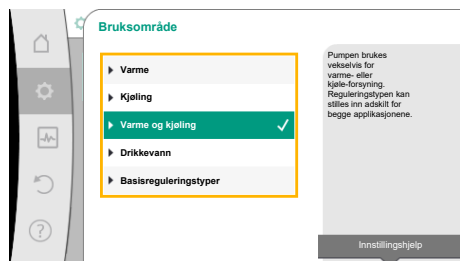 Bruksområde
Varme
Kjøling
Varme og kjøling
Drikkevann
Basisreguleringstyper
Pumpen brukes
vekselvis for
varme- eller
kjøle-forsyning.
Reguleringstypen kan
stilles inn adskilt for
begge applikasjonene.
Innstillingshjelp
?